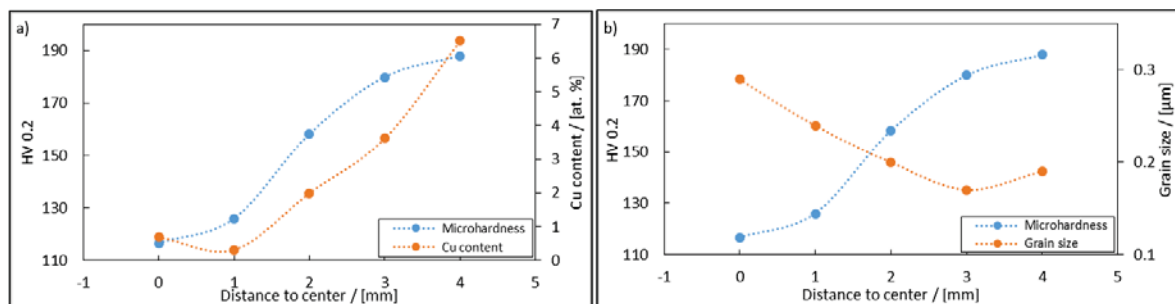 a)
190
170
150
130
110
HV 0.2
7
6
5
4
3
2
1
0
Cu content / [at. %]
Microhardness
Cu content
-1 0 1 2 3 4 5
Distance to center / [mm]
b)
190
170
150
130
110
HV 0.2
0.3
0.2
0.1
Grain size / [µm]
Microhardness
Grain size
-1 0 1 2 3 4 5
Distance to center / [mm]